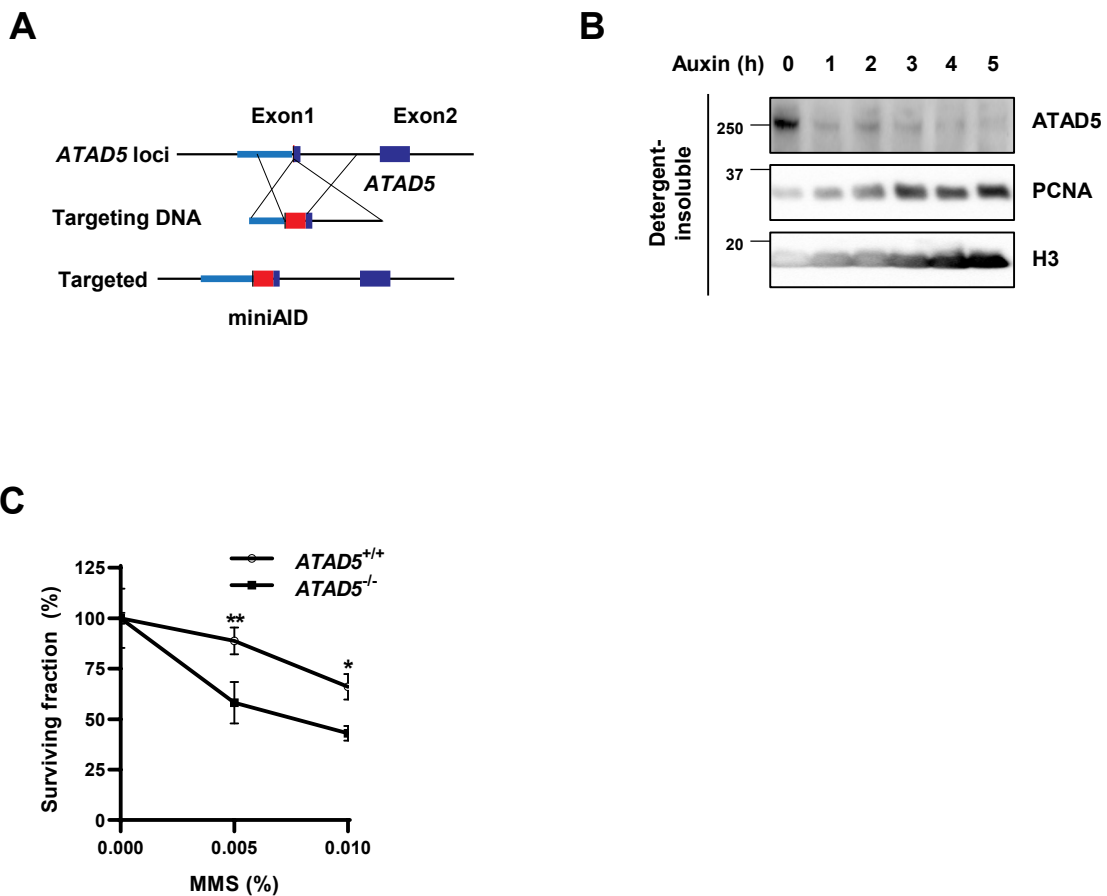 A
Exon1 Exon2
ATAD5 loci
ATAD5
Targeting DNA
Targeted
miniAID
B
Auxin (h) 0 1 2 3 4 5
Detergent-
insoluble
250 ATAD5
37
PCNA
20
H3
C
ATAD5+/+
ATAD5-/-
Surviving fraction (%)
125
100
75
50
25
0
**
*
0.000 0.005 0.010
MMS (%)